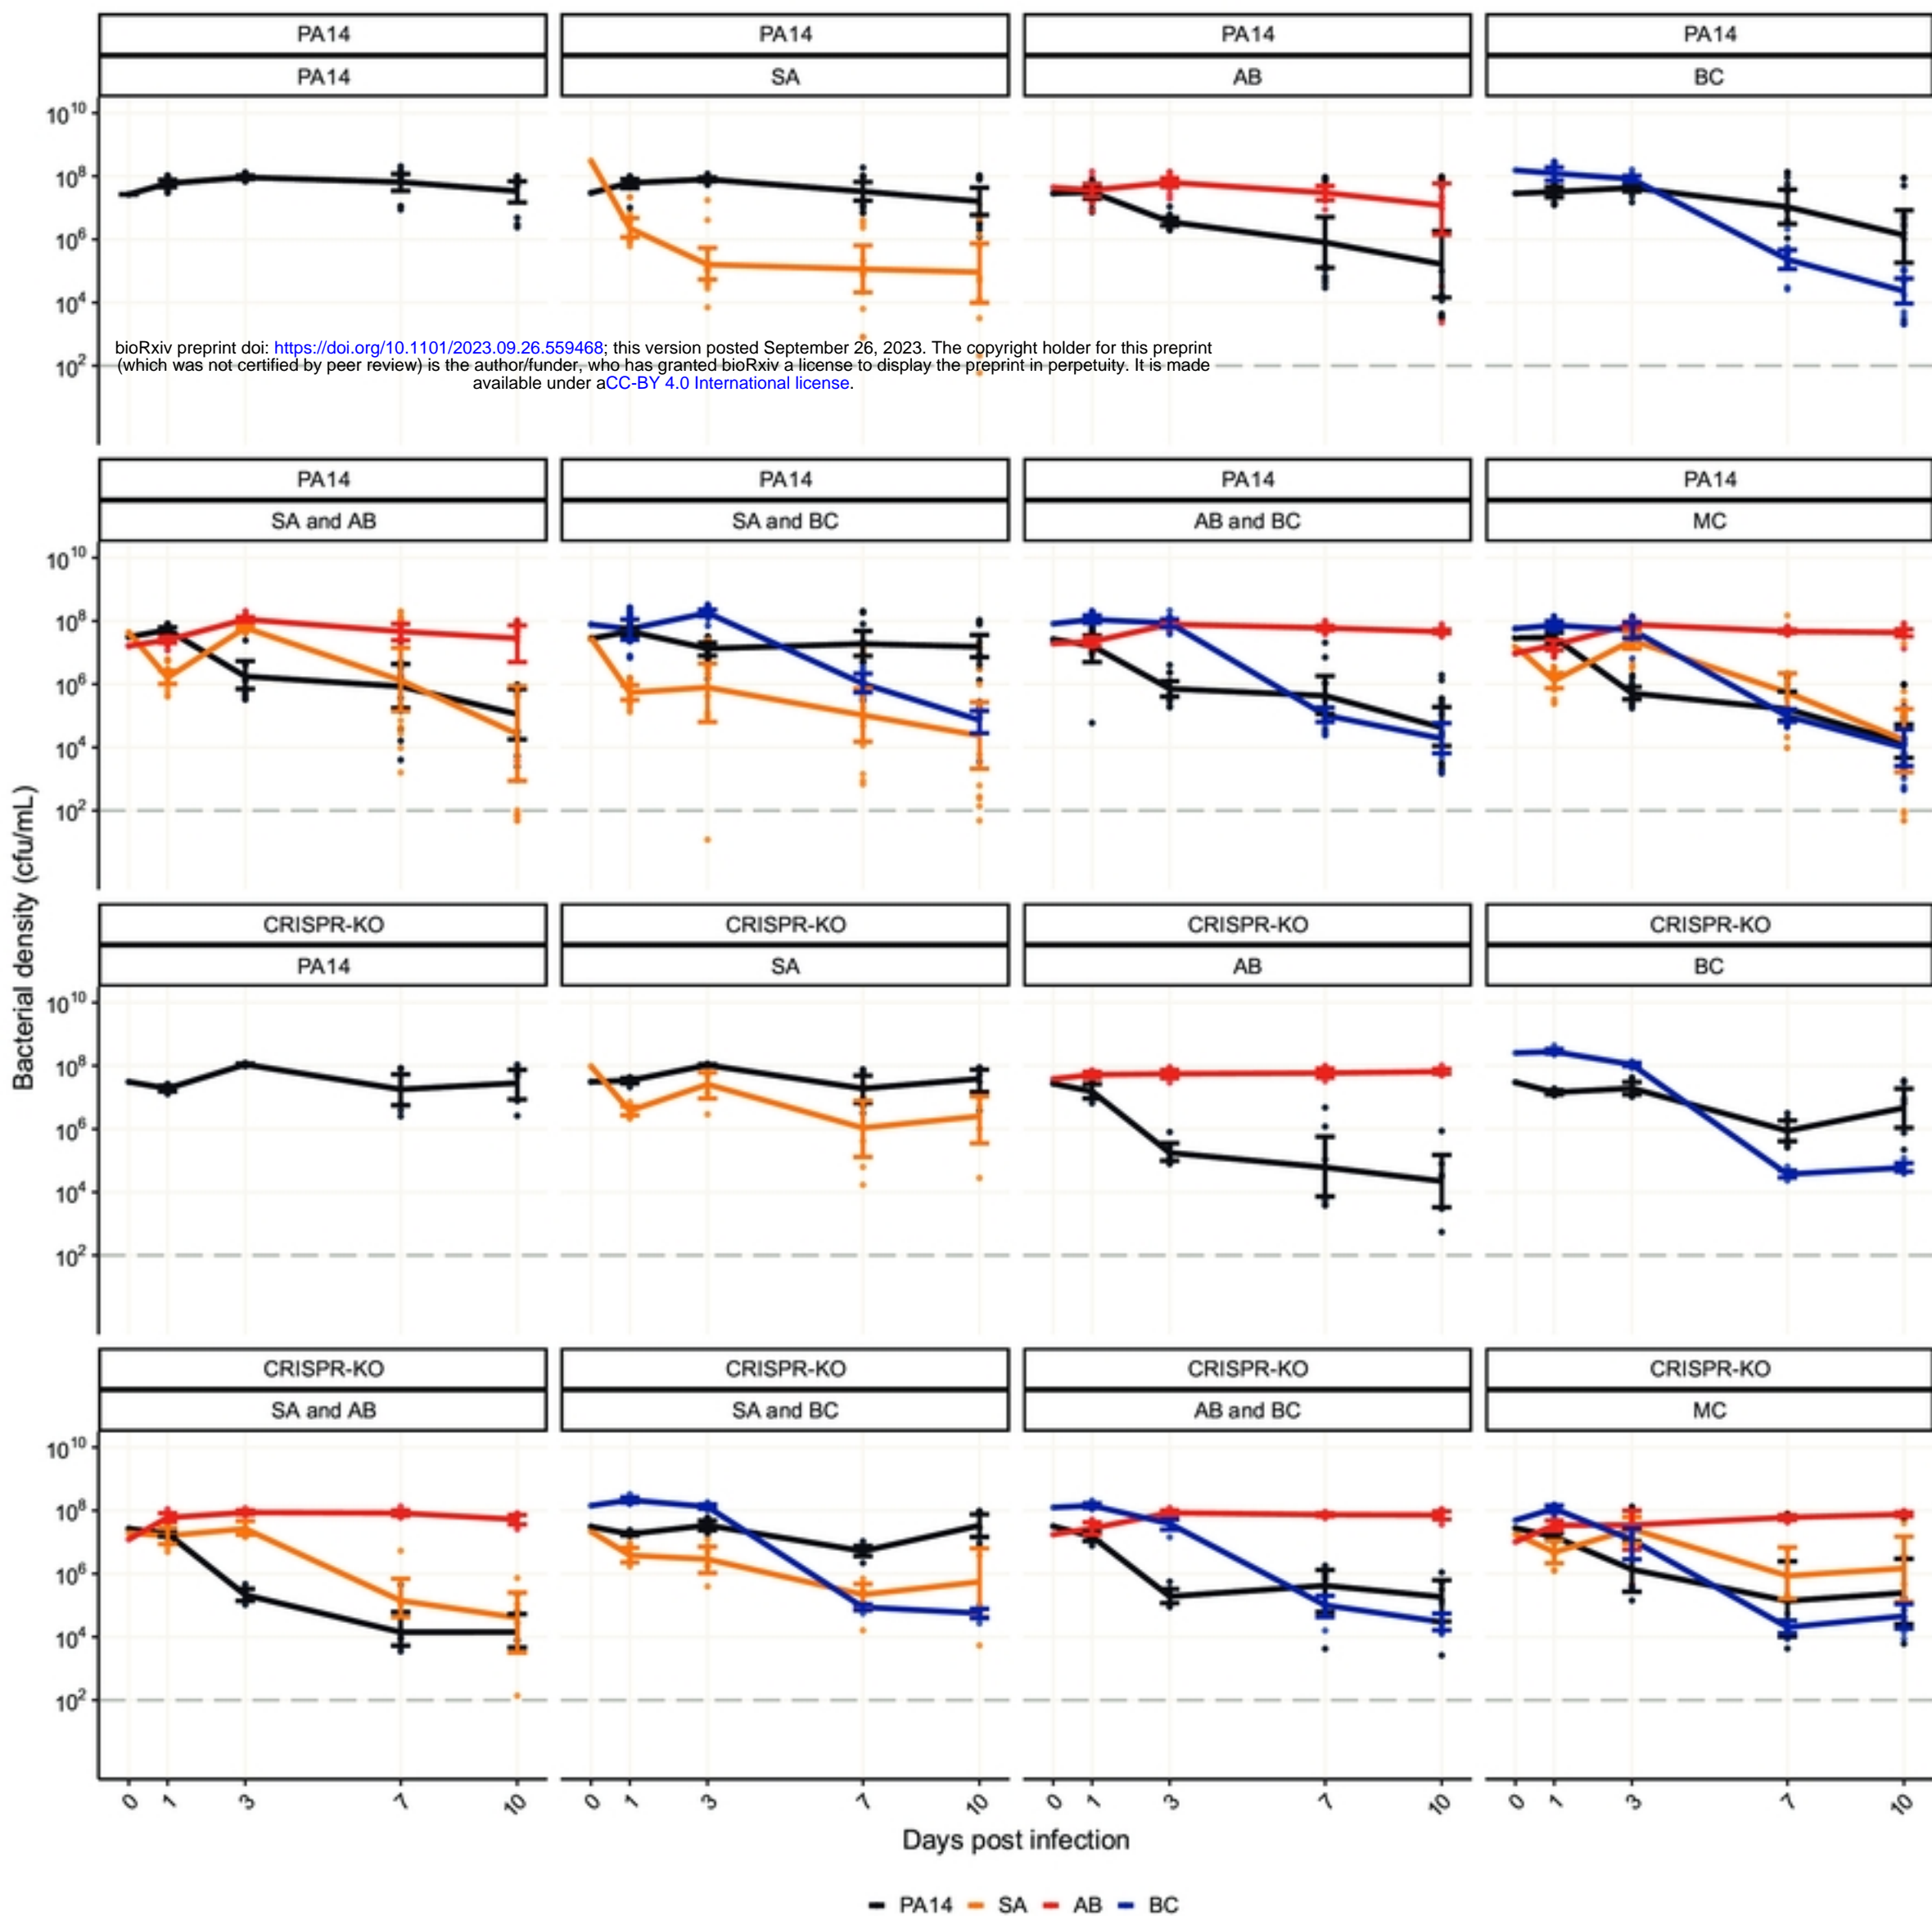 PA14 PA14 PA14 PA14
PA14 SA AB BC
10^10
10^8
10^6
10^4
10^2
bioRxiv preprint doi: https://doi.org/10.1101/2023.09.26.559468; this version posted September 26, 2023. The copyright holder for this preprint
(which was not certified by peer review) is the author/funder, who has granted bioRxiv a license to display the preprint in perpetuity. It is made
available under aCC-BY 4.0 International license.
PA14 PA14 PA14 PA14
SA and AB SA and BC AB and BC MC
10^10
10^8
10^6
10^4
10^2
Bacterial density (cfu/mL)
CRISPR-KO CRISPR-KO CRISPR-KO CRISPR-KO
PA14 SA AB BC
10^10
10^8
10^6
10^4
10^2
CRISPR-KO CRISPR-KO CRISPR-KO CRISPR-KO
SA and AB SA and BC AB and BC MC
10^10
10^8
10^6
10^4
10^2
0 1 3 7 10 0 1 3 7 10 0 1 3 7 10 0 1 3 7 10
Days post infection
PA14 SA AB BC